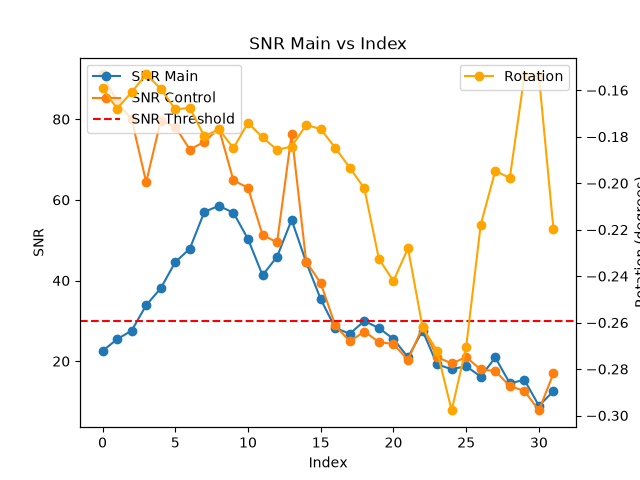 SNR Main vs Index
SNR Main
SNR Control
SNR Threshold
Rotation
80
60
40
20
SNR
0
5
10
15
20
25
30
Index
−0.16
−0.18
−0.20
−0.22
−0.24
−0.26
−0.28
−0.30
Rotation (degrees)